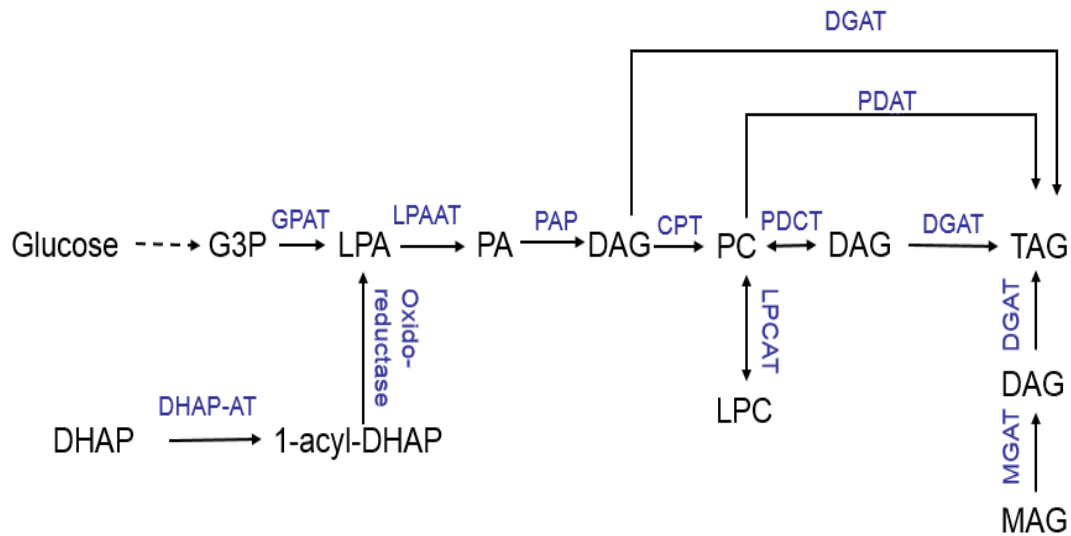 DGAT
PDAT
GPAT
LPAAT
PAP
CPT
PDCT
DGAT
Glucose
G3P
LPA
PA
DAG
PC
DAG
TAG
Oxido-
reductase
LPCAT
DGAT
DHAP-AT
LPC
DAG
DHAP
1-acyl-DHAP
MGAT
MAG